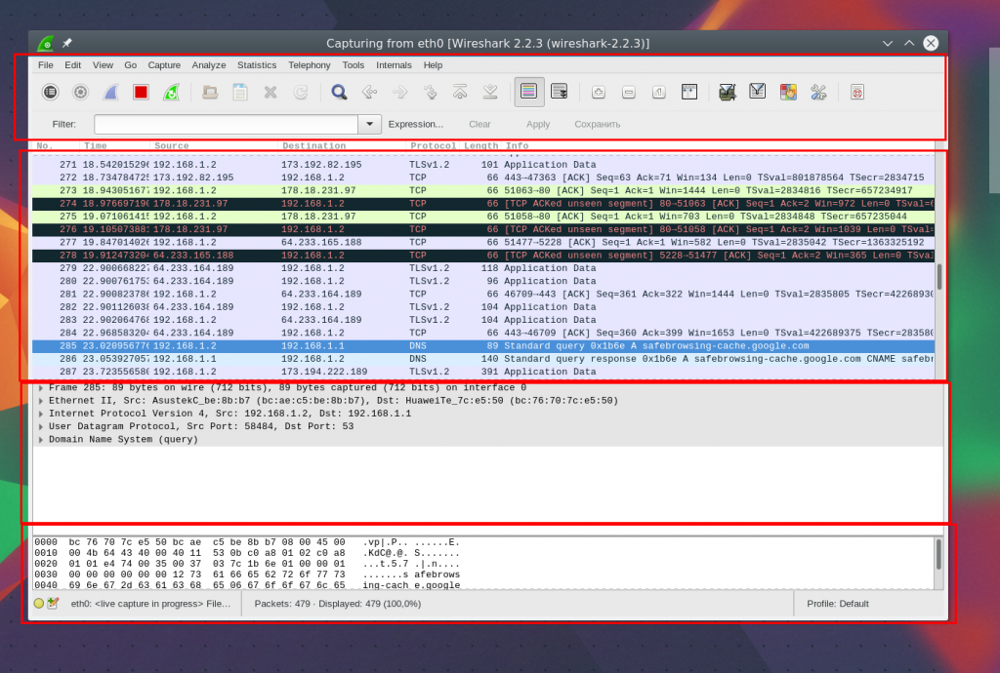 Capturing from eth0 [Wireshark 2.2.3 (wireshark-2.2.3)]
File Edit View Go Capture Analyze Statistics Telephony Tools Internals Help
Filter: Expression... Clear Apply Сохранить
No. Time Source Destination Protocol Length Info
271 18.542015296 192.168.1.2 173.192.82.195 TLSv1.2 101 Application Data
272 18.734784725 173.192.82.195 192.168.1.2 TCP 66 443→47363 [ACK] Seq=63 Ack=71 Win=134 Len=0 TSval=801878564 TSecr=2834715
273 18.943051677 192.168.1.2 178.18.231.97 TCP 66 51063→80 [ACK] Seq=1 Ack=1 Win=1444 Len=0 TSval=2834816 TSecr=657234917
274 18.976697190 178.18.231.97 192.168.1.2 TCP 66 [TCP ACKed unseen segment] 80→51063 [ACK] Seq=1 Ack=2 Win=972 Len=0 TSval=6
275 19.071061415 192.168.1.2 178.18.231.97 TCP 66 51058→80 [ACK] Seq=1 Ack=1 Win=703 Len=0 TSval=2834848 TSecr=657235044
276 19.105073881 178.18.231.97 192.168.1.2 TCP 66 [TCP ACKed unseen segment] 80→51058 [ACK] Seq=1 Ack=2 Win=1039 Len=0 TSval=
277 19.847014026 192.168.1.2 64.233.165.188 TCP 66 51477→5228 [ACK] Seq=1 Ack=1 Win=582 Len=0 TSval=2835042 TSecr=1363325192
278 19.912473204 64.233.165.188 192.168.1.2 TCP 66 [TCP ACKed unseen segment] 5228→51477 [ACK] Seq=1 Ack=2 Win=365 Len=0 TSval
279 22.900668227 64.233.164.189 192.168.1.2 TLSv1.2 118 Application Data
280 22.900761753 64.233.164.189 192.168.1.2 TLSv1.2 96 Application Data
281 22.900823786 192.168.1.2 64.233.164.189 TCP 66 46709→443 [ACK] Seq=361 Ack=322 Win=1444 Len=0 TSval=2835805 TSecr=42268930
282 22.901126038 64.233.164.189 192.168.1.2 TLSv1.2 104 Application Data
283 22.902064768 192.168.1.2 64.233.164.189 TLSv1.2 104 Application Data
284 22.968583204 64.233.164.189 192.168.1.2 TCP 66 443→46709 [ACK] Seq=360 Ack=399 Win=1653 Len=0 TSval=422689375 TSecr=283580
285 23.020956776 192.168.1.2 192.168.1.1 DNS 89 Standard query 0x1b6e A safebrowsing-cache.google.com
286 23.053927057 192.168.1.1 192.168.1.2 DNS 140 Standard query response 0x1b6e A safebrowsing-cache.google.com CNAME safebr
287 23.723556580 192.168.1.2 173.194.222.189 TLSv1.2 391 Application Data
Frame 285: 89 bytes on wire (712 bits), 89 bytes captured (712 bits) on interface 0
Ethernet II, Src: AsustekC_be:8b:b7 (bc:ae:c5:be:8b:b7), Dst: HuaweiTe_7c:e5:50 (bc:76:70:7c:e5:50)
Internet Protocol Version 4, Src: 192.168.1.2, Dst: 192.168.1.1
User Datagram Protocol, Src Port: 58484, Dst Port: 53
Domain Name System (query)
0000 bc 76 70 7c e5 50 bc ae c5 be 8b b7 08 00 45 00 .vp|.P.. ......E.
0010 00 4b 64 43 40 00 40 11 53 0b c0 a8 01 02 c0 a8 .KdC@.@. S.......
0020 01 01 e4 74 00 35 00 37 03 7c 1b 6e 01 00 00 01 ...t.5.7 .|.n....
0030 00 00 00 00 00 00 12 73 61 66 65 62 72 6f 77 73 .......s afebrows
0040 69 6e 67 2d 63 61 63 68 65 06 67 6f 6f 67 6c 65 ing-cach e.google
eth0: <live capture in progress> File... Packets: 479 · Displayed: 479 (100,0%) Profile: Default